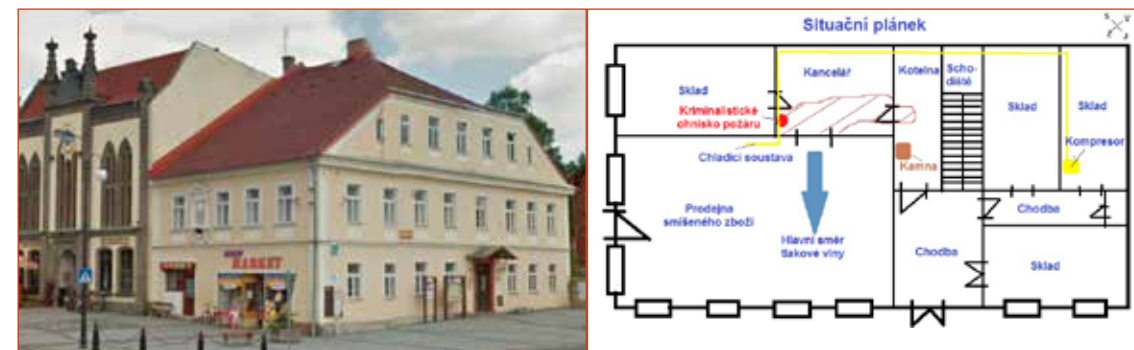 MARKET
Situační plánek
S
V
Z
J
Sklad
Kancelář
Kotelna
Scho-
diště
Sklad
Sklad
Kriminalistické
ohnisko požáru
Chladící soustava
Kamna
Kompresor
Prodejna
smíšeného zboží
Hlavní směr
tlakové vlny
Chodba
Chodba
Sklad